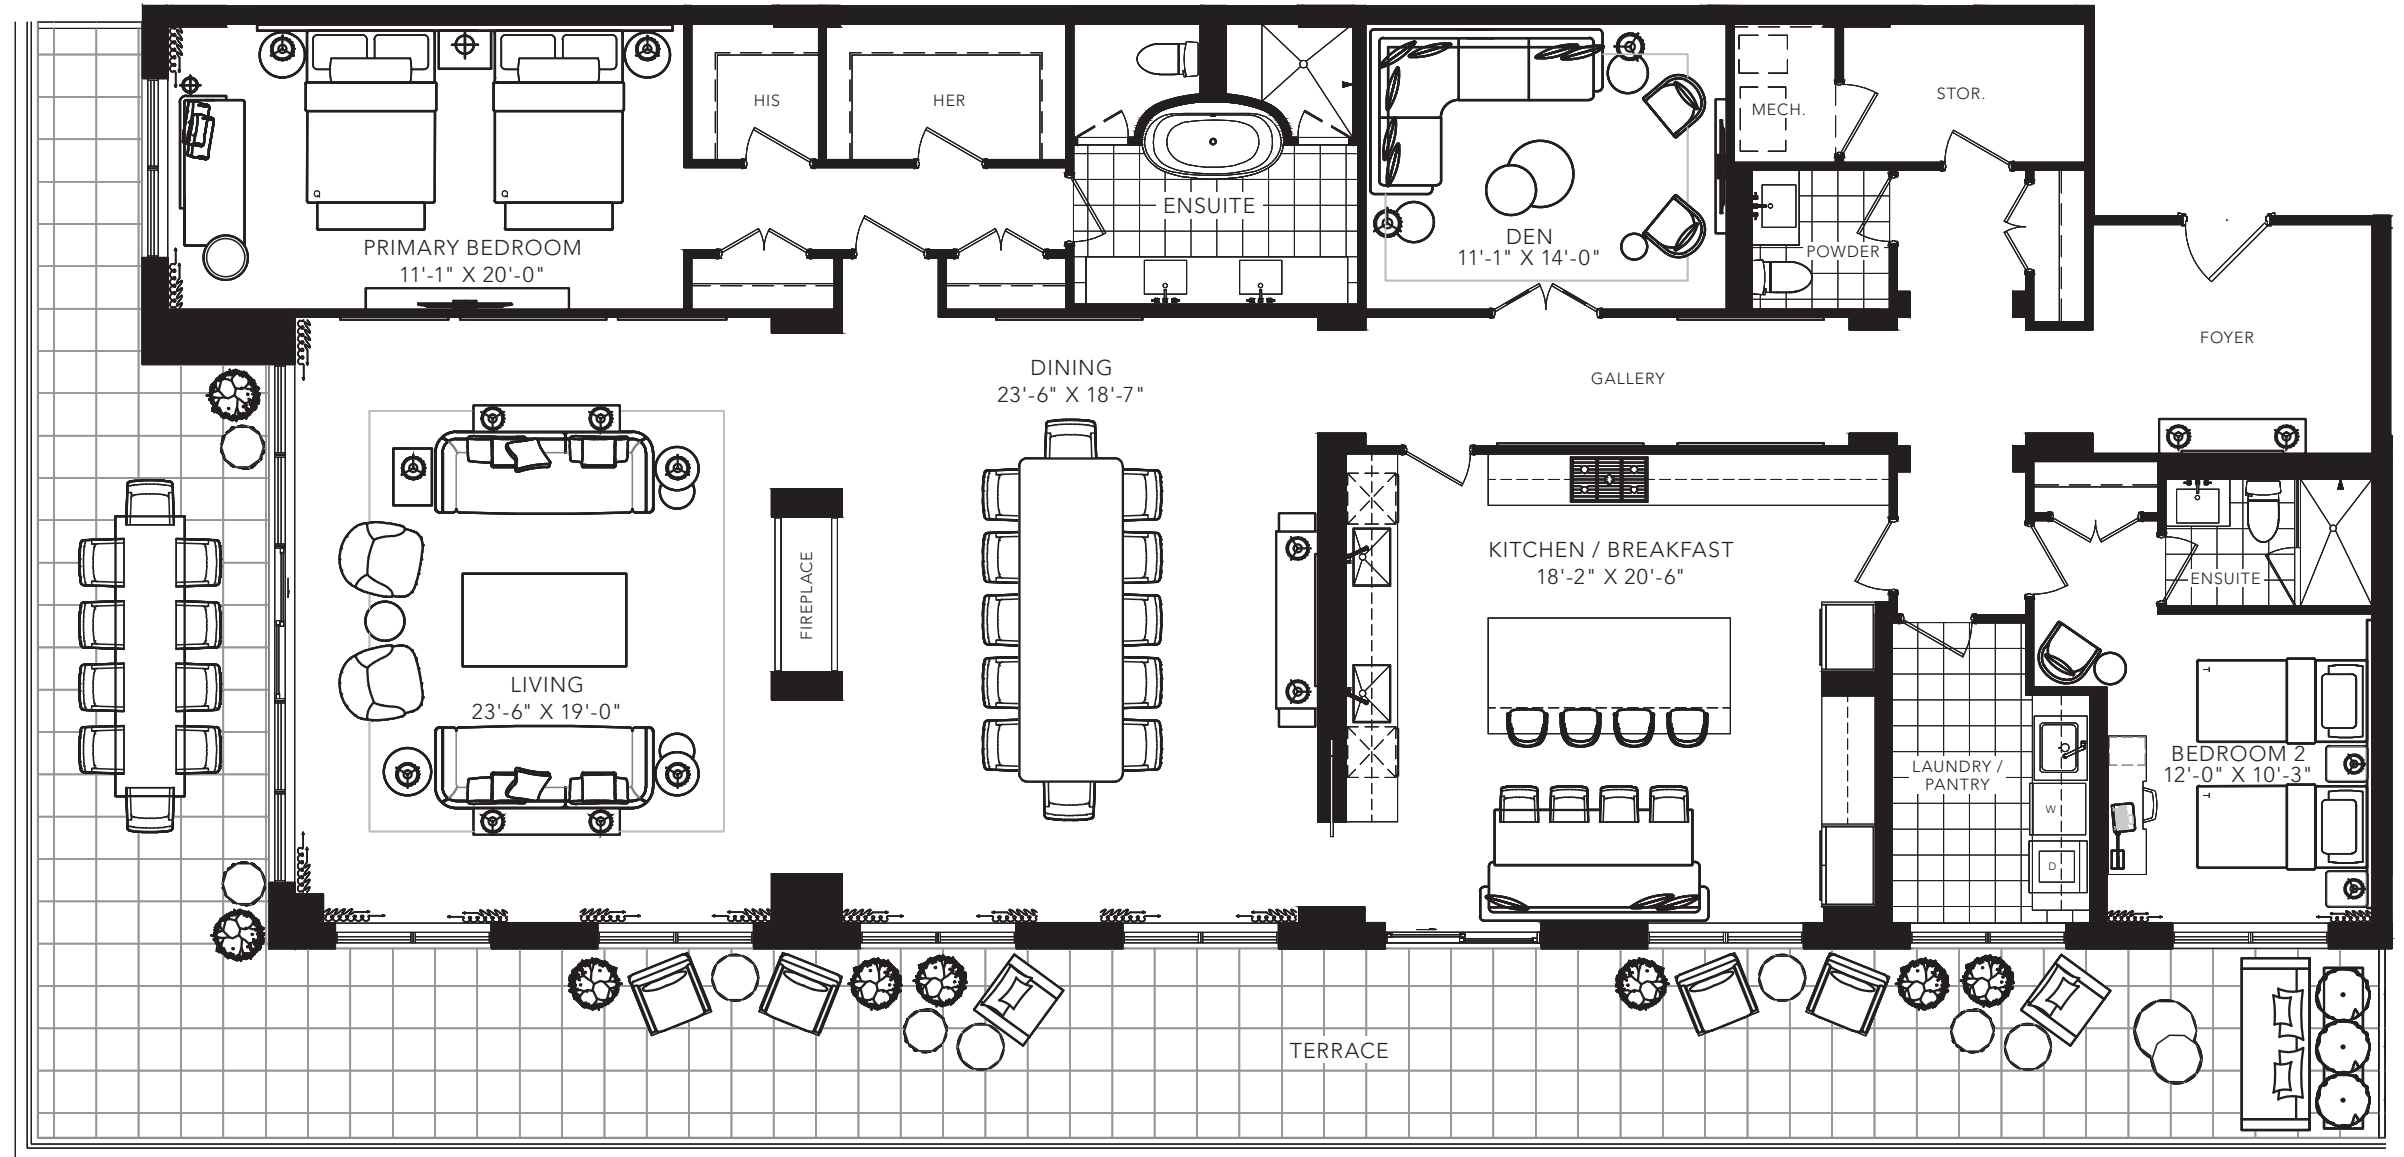 HIS
HER
MECH.
STOR.
ENSUITE
PRIMARY BEDROOM
11'-1" X 20'-0"
DEN
11'-1" X 14'-0"
POWDER
FOYER
DINING
23'-6" X 18'-7"
GALLERY
FIREPLACE
KITCHEN / BREAKFAST
18'-2" X 20'-6"
ENSUITE
LIVING
23'-6" X 19'-0"
LAUNDRY /
PANTRY
W
D
BEDROOM 2
12'-0" X 10'-3"
TERRACE